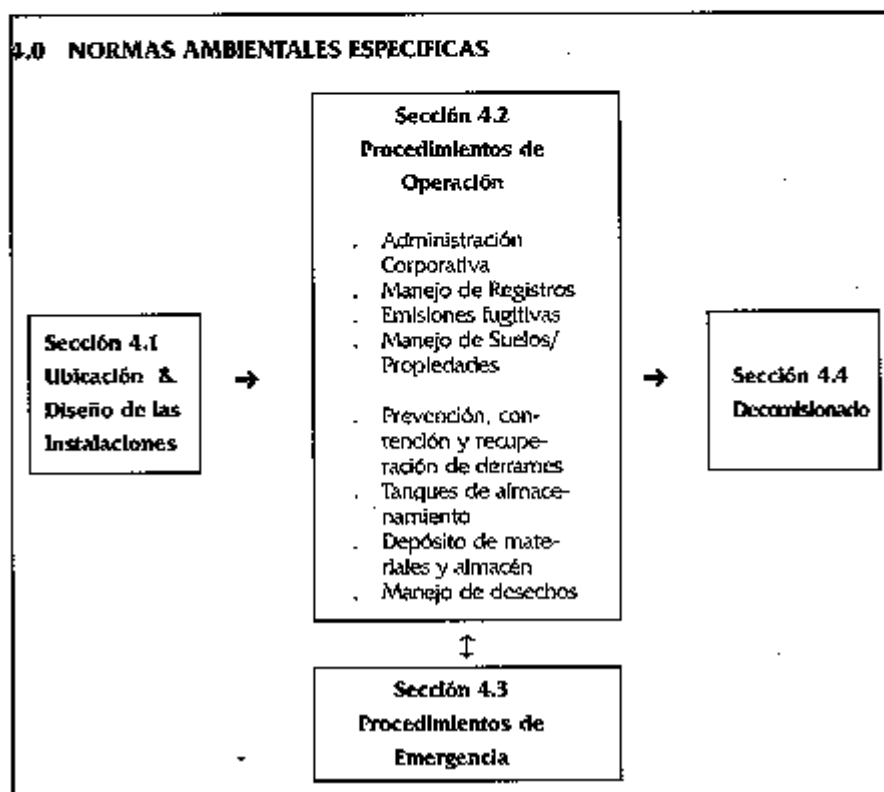 4.0 NORMAS AMBIENTALES ESPECIFICAS
Sección 4.1
Ubicación &
Diseño de las
Instalaciones
→
Sección 4.2
Procedimientos de
Operación
. Administración
Corporativa
. Manejo de Registros
. Emisiones fugitivas
. Manejo de Suelos/
Propiedades
. Prevención, con-
tención y recupe-
ración de derrames
. Tanques de almace-
namiento
. Depósito de mate-
riales y almacén
. Manejo de desechos
→
Sección 4.4
Decomisionado
↕
Sección 4.3
Procedimientos de
Emergencia